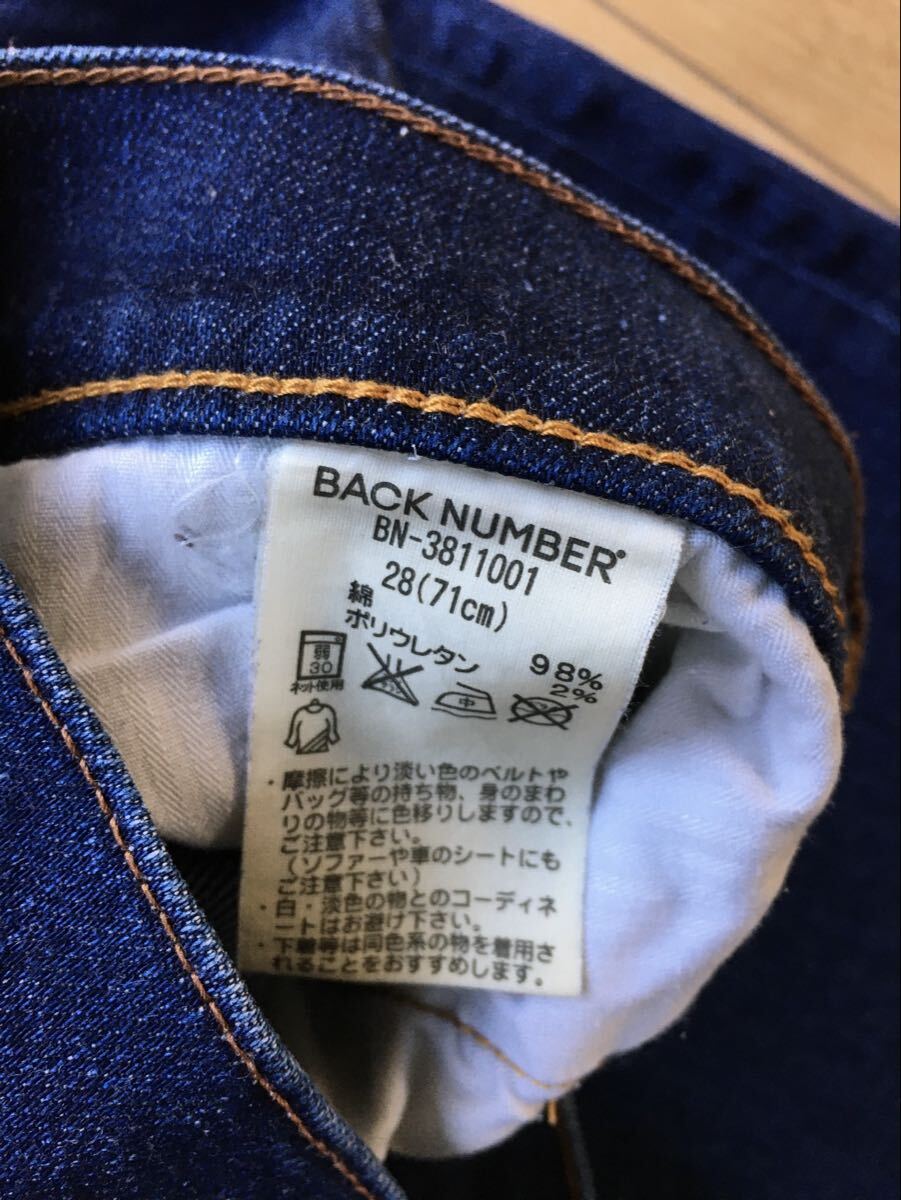 BACK NUMBER®
BN-3811001
28(71cm)
綿 98%
ポリウレタン 2%
弱
30
ネット使用
中
・摩擦により淡い色のベルトや
バッグ等の持ち物、身のまわ
りの物等に色移りしますので、
ご注意下さい。
(ソファーや車のシートにも
ご注意下さい)
・白・淡色の物とのコーディネ
ートはお避け下さい。
・下着等は同色系の物を着用さ
れることをおすすめします。